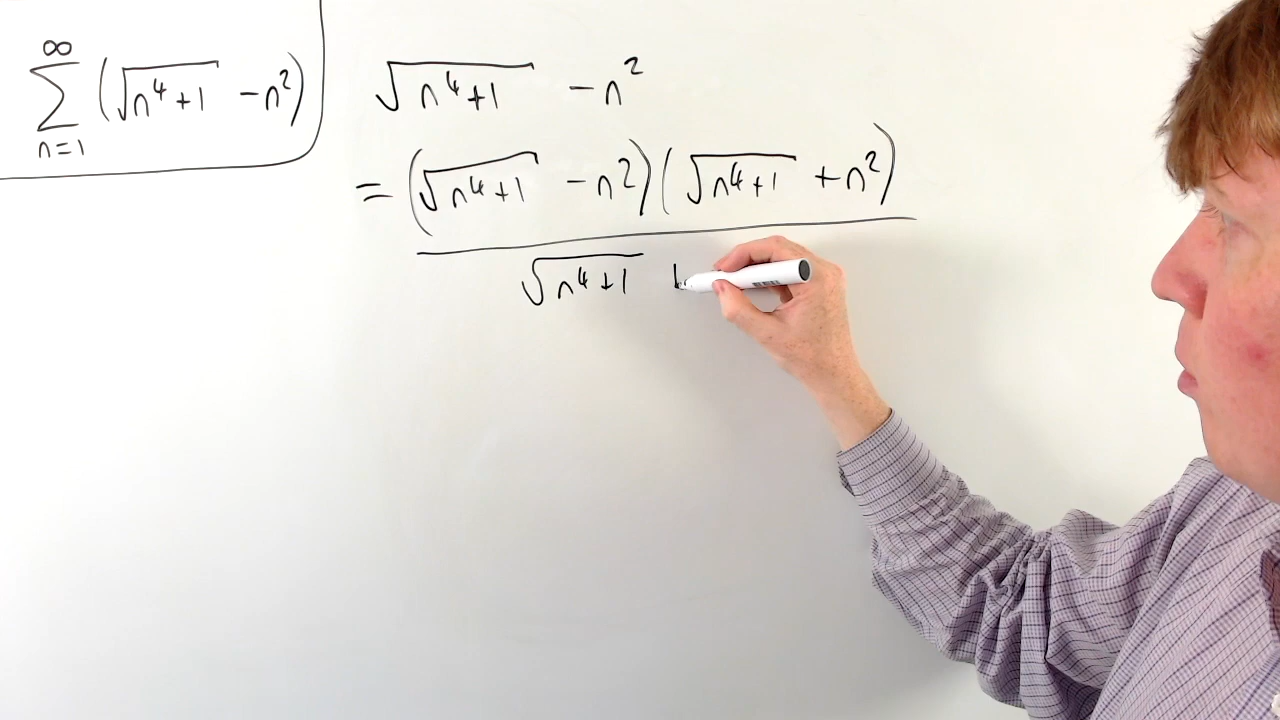 ∞
∑ (√(n⁴+1) - n²)
n=1
√(n⁴+1) - n²
= (√(n⁴+1) - n²)(√(n⁴+1) + n²)
√(n⁴+1)